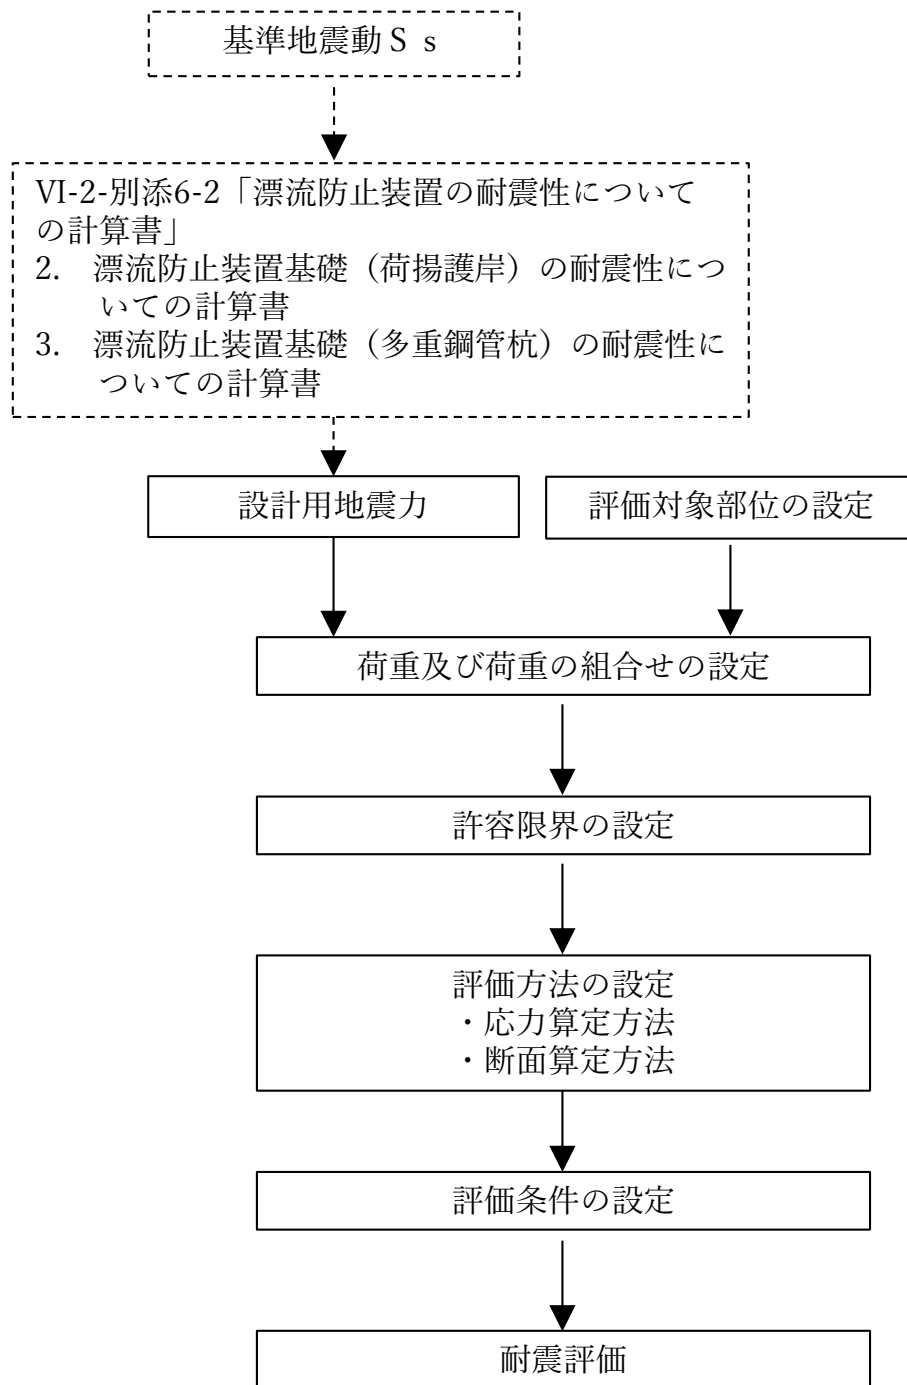 基準地震動Ｓｓ
Ⅵ-2-別添6-2「漂流防止装置の耐震性について
の計算書」
2.　漂流防止装置基礎（荷揚護岸）の耐震性につ
いての計算書
3.　漂流防止装置基礎（多重鋼管杭）の耐震性に
ついての計算書
設計用地震力
評価対象部位の設定
荷重及び荷重の組合せの設定
許容限界の設定
評価方法の設定
・応力算定方法
・断面算定方法
評価条件の設定
耐震評価